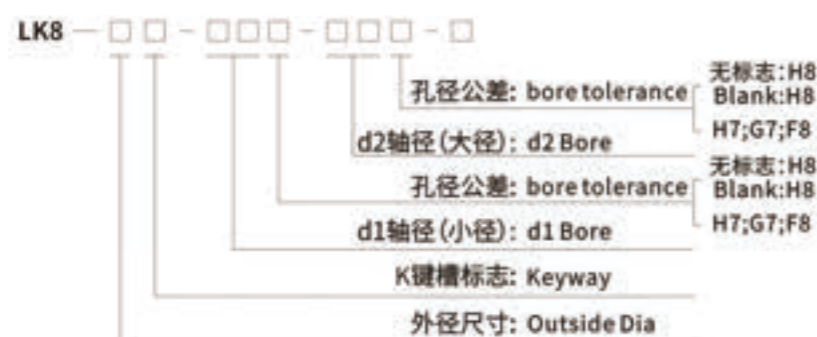 LK8 — □ □ - □ □ □ - □ □ □ - □
孔径公差: bore tolerance
无标志:H8
Blank:H8
H7;G7;F8
d2轴径(大径): d2 Bore
孔径公差: bore tolerance
无标志:H8
Blank:H8
H7;G7;F8
d1轴径(小径): d1 Bore
K键槽标志: Keyway
外径尺寸: Outside Dia